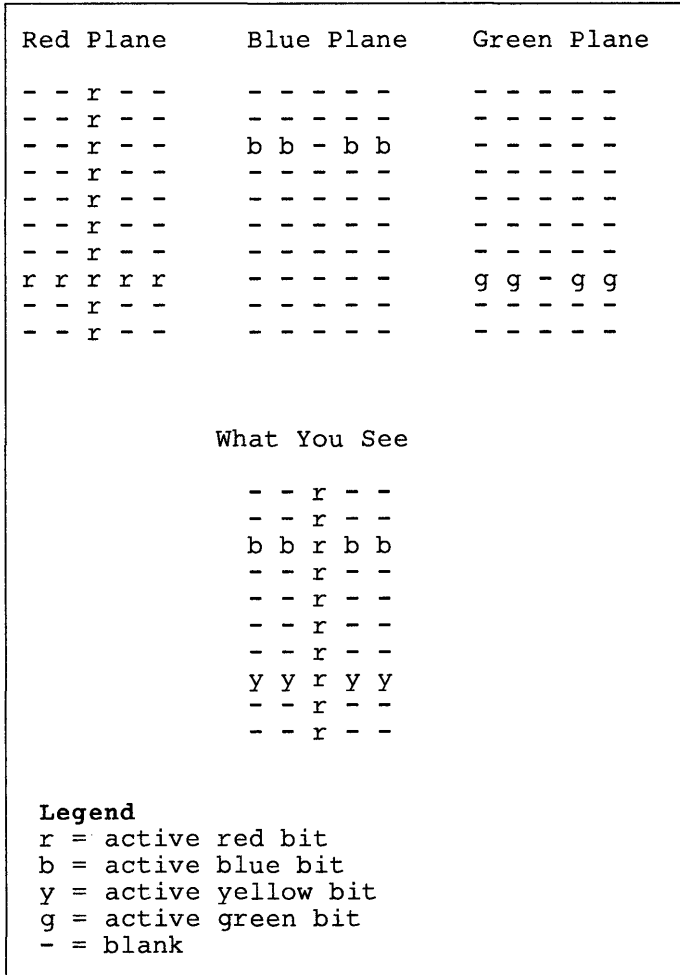 Red Plane Blue Plane Green Plane
- - r - - - - - - - - - - - -
- - r - - - - - - - - - - - -
- - r - - b b - b b - - - - -
- - r - - - - - - - - - - - -
- - r - - - - - - - - - - - -
- - r - - - - - - - - - - - -
- - r - - - - - - - - - - - -
r r r r r - - - - - g g - g g
- - r - - - - - - - - - - - -
- - r - - - - - - - - - - - -
What You See
- - r - -
- - r - -
b b r b b
- - r - -
- - r - -
- - r - -
- - r - -
y y r y y
- - r - -
- - r - -
Legend
r = active red bit
b = active blue bit
y = active yellow bit
g = active green bit
- = blank